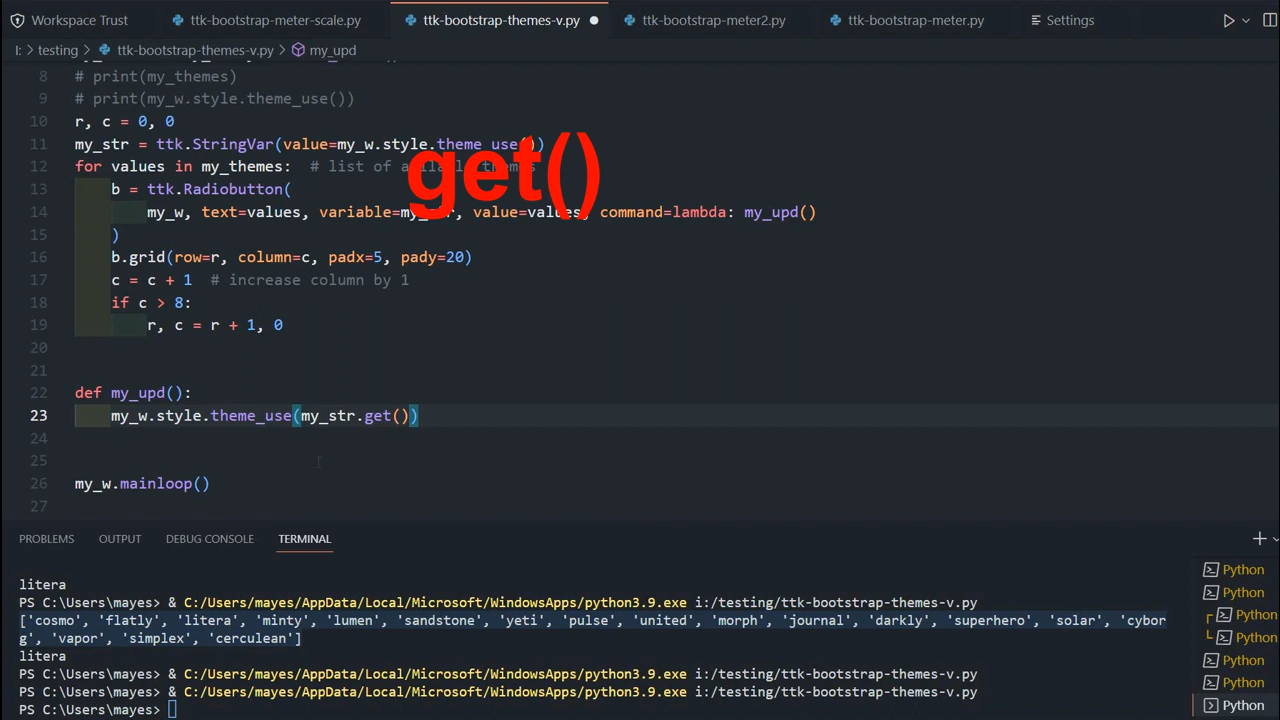 Workspace Trust ttk-bootstrap-meter-scale.py ttk-bootstrap-themes-v.py ttk-bootstrap-meter2.py ttk-bootstrap-meter.py Settings
I: > testing > ttk-bootstrap-themes-v.py > my_upd
8 # print(my_themes)
9 # print(my_w.style.theme_use())
10 r, c = 0, 0
11 my_str = ttk.StringVar(value=my_w.style.theme_use())
12 for values in my_themes:  # list of themes
get()
13 b = ttk.Radiobutton(
14 my_w, text=values, variable=my_str, value=values, command=lambda: my_upd()
15 )
16 b.grid(row=r, column=c, padx=5, pady=20)
17 c = c + 1  # increase column by 1
18 if c > 8:
19 r, c = r + 1, 0
20
21
22 def my_upd():
23 my_w.style.theme_use(my_str.get())
24
25
26 my_w.mainloop()
27
PROBLEMS OUTPUT DEBUG CONSOLE TERMINAL
litera
PS C:\Users\mayes> & C:/Users/mayes/AppData/Local/Microsoft/WindowsApps/python3.9.exe i:/testing/ttk-bootstrap-themes-v.py
['cosmo', 'flatly', 'litera', 'minty', 'lumen', 'sandstone', 'yeti', 'pulse', 'united', 'morph', 'journal', 'darkly', 'superhero', 'solar', 'cybor
g', 'vapor', 'simplex', 'cerculean']
litera
PS C:\Users\mayes> & C:/Users/mayes/AppData/Local/Microsoft/WindowsApps/python3.9.exe i:/testing/ttk-bootstrap-themes-v.py
PS C:\Users\mayes> & C:/Users/mayes/AppData/Local/Microsoft/WindowsApps/python3.9.exe i:/testing/ttk-bootstrap-themes-v.py
PS C:\Users\mayes>
Python
Python
Python
Python
Python
Python
Python